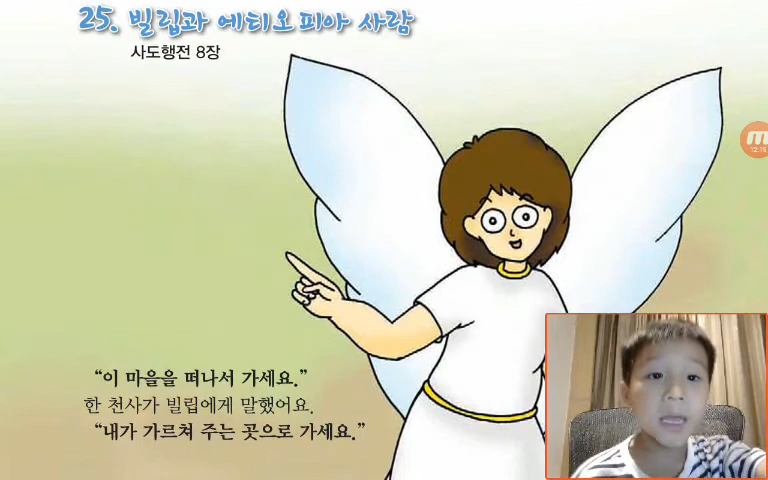 25. 빌립과 에티오피아 사람
사도행전 8장
“이 마을을 떠나서 가세요.”
한 천사가 빌립에게 말했어요.
“내가 가르쳐 주는 곳으로 가세요.”